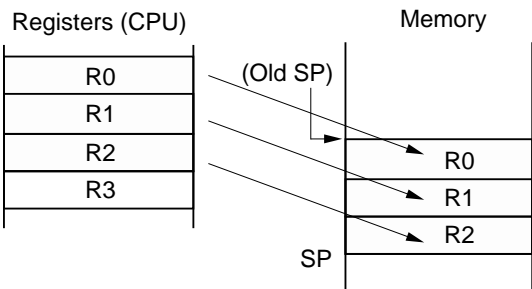 Registers (CPU)
Memory
(Old SP)
R0
R1
R2
R3
R0
R1
R2
SP